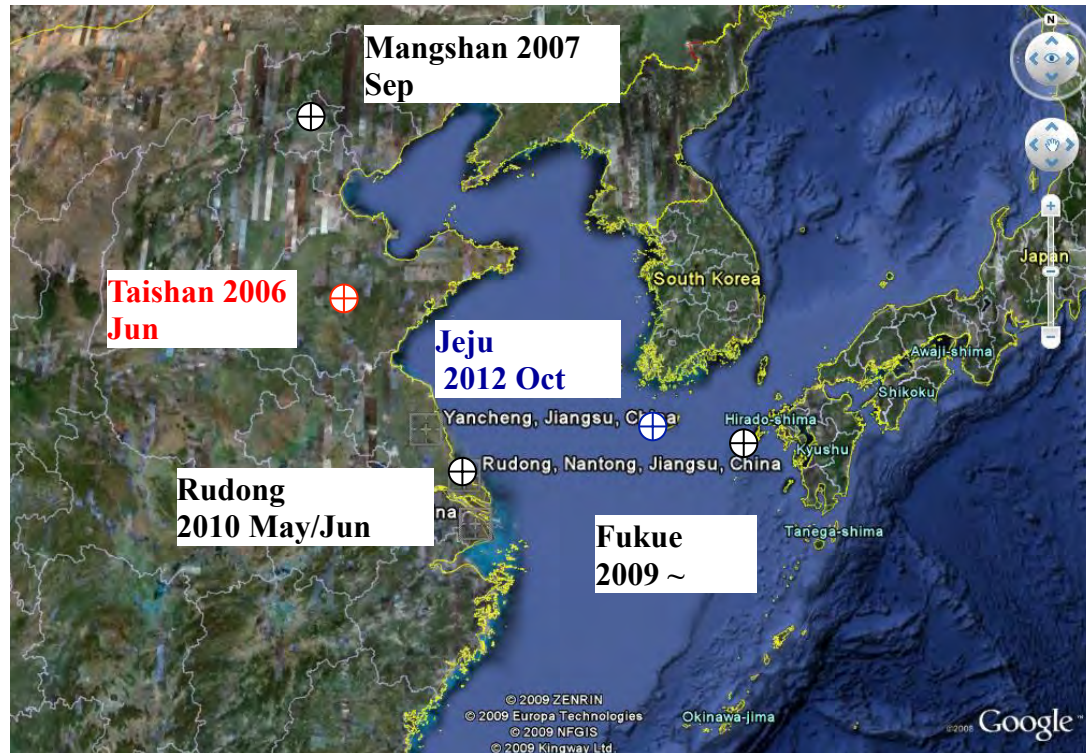 Mangshan 2007
Sep
N
Taishan 2006
Jun
South Korea
Japan
Jeju
2012 Oct
Awaji-shima
Shikoku
Yancheng, Jiangsu, China
Hirado-shima
Kyushu
Rudong, Nantong, Jiangsu, China
Rudong
2010 May/Jun
na
Fukue
2009 ~
Tanega-shima
© 2009 ZENRIN
© 2009 Europa Technologies
© 2009 NFGIS
© 2009 Kingway Ltd.
Okinawa-jima
©2008 Google